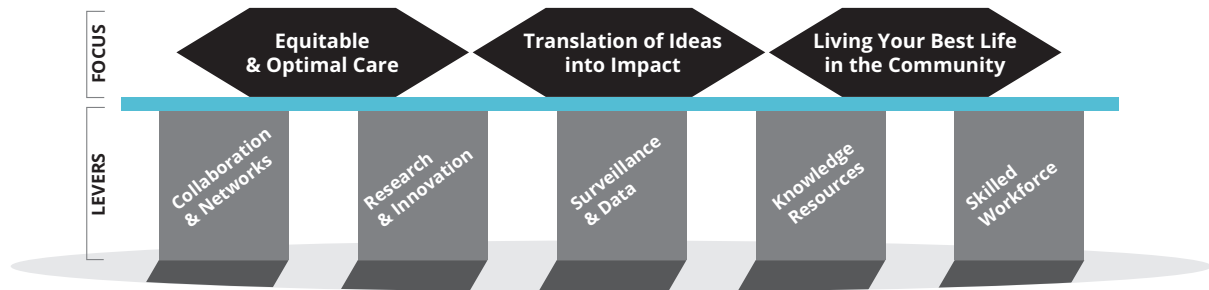 FOCUS
Equitable
& Optimal Care
Translation of Ideas
into Impact
Living Your Best Life
in the Community
LEVERS
Collaboration
& Networks
Research
& Innovation
Surveillance
& Data
Knowledge
Resources
Skilled
Workforce